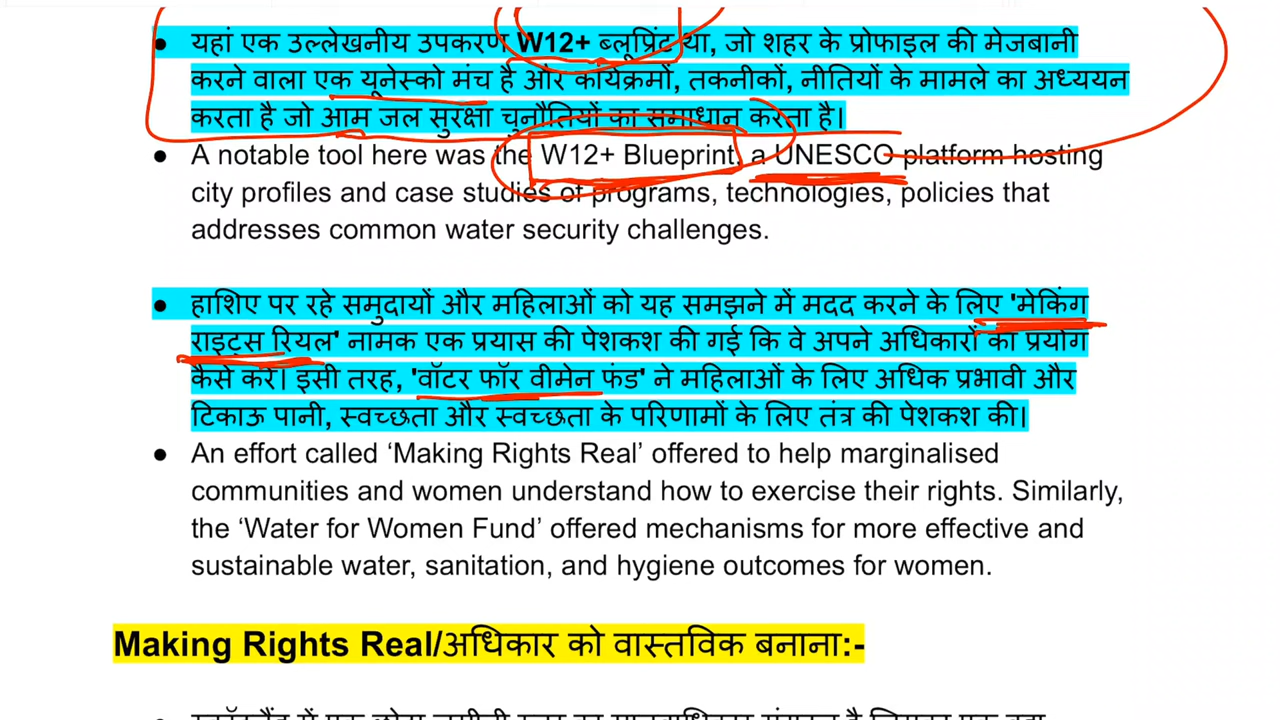 यहां एक उल्लेखनीय उपकरण W12+ ब्लूप्रिंट था, जो शहर के प्रोफाइल की मेजबानी
करने वाला एक यूनेस्को मंच है और कार्यक्रमों, तकनीकों, नीतियों के मामले का अध्ययन
करता है जो आम जल सुरक्षा चुनौतियों का समाधान करता है।
A notable tool here was the W12+ Blueprint, a UNESCO platform hosting
city profiles and case studies of programs, technologies, policies that
addresses common water security challenges.
हाशिए पर रहे समुदायों और महिलाओं को यह समझने में मदद करने के लिए 'मेकिंग
राइट्स रियल' नामक एक प्रयास की पेशकश की गई कि वे अपने अधिकारों का प्रयोग
कैसे करें। इसी तरह, 'वॉटर फॉर वीमेन फंड' ने महिलाओं के लिए अधिक प्रभावी और
टिकाऊ पानी, स्वच्छता और स्वच्छता के परिणामों के लिए तंत्र की पेशकश की।
An effort called ‘Making Rights Real’ offered to help marginalised
communities and women understand how to exercise their rights. Similarly,
the ‘Water for Women Fund’ offered mechanisms for more effective and
sustainable water, sanitation, and hygiene outcomes for women.
Making Rights Real/अधिकार को वास्तविक बनाना:-